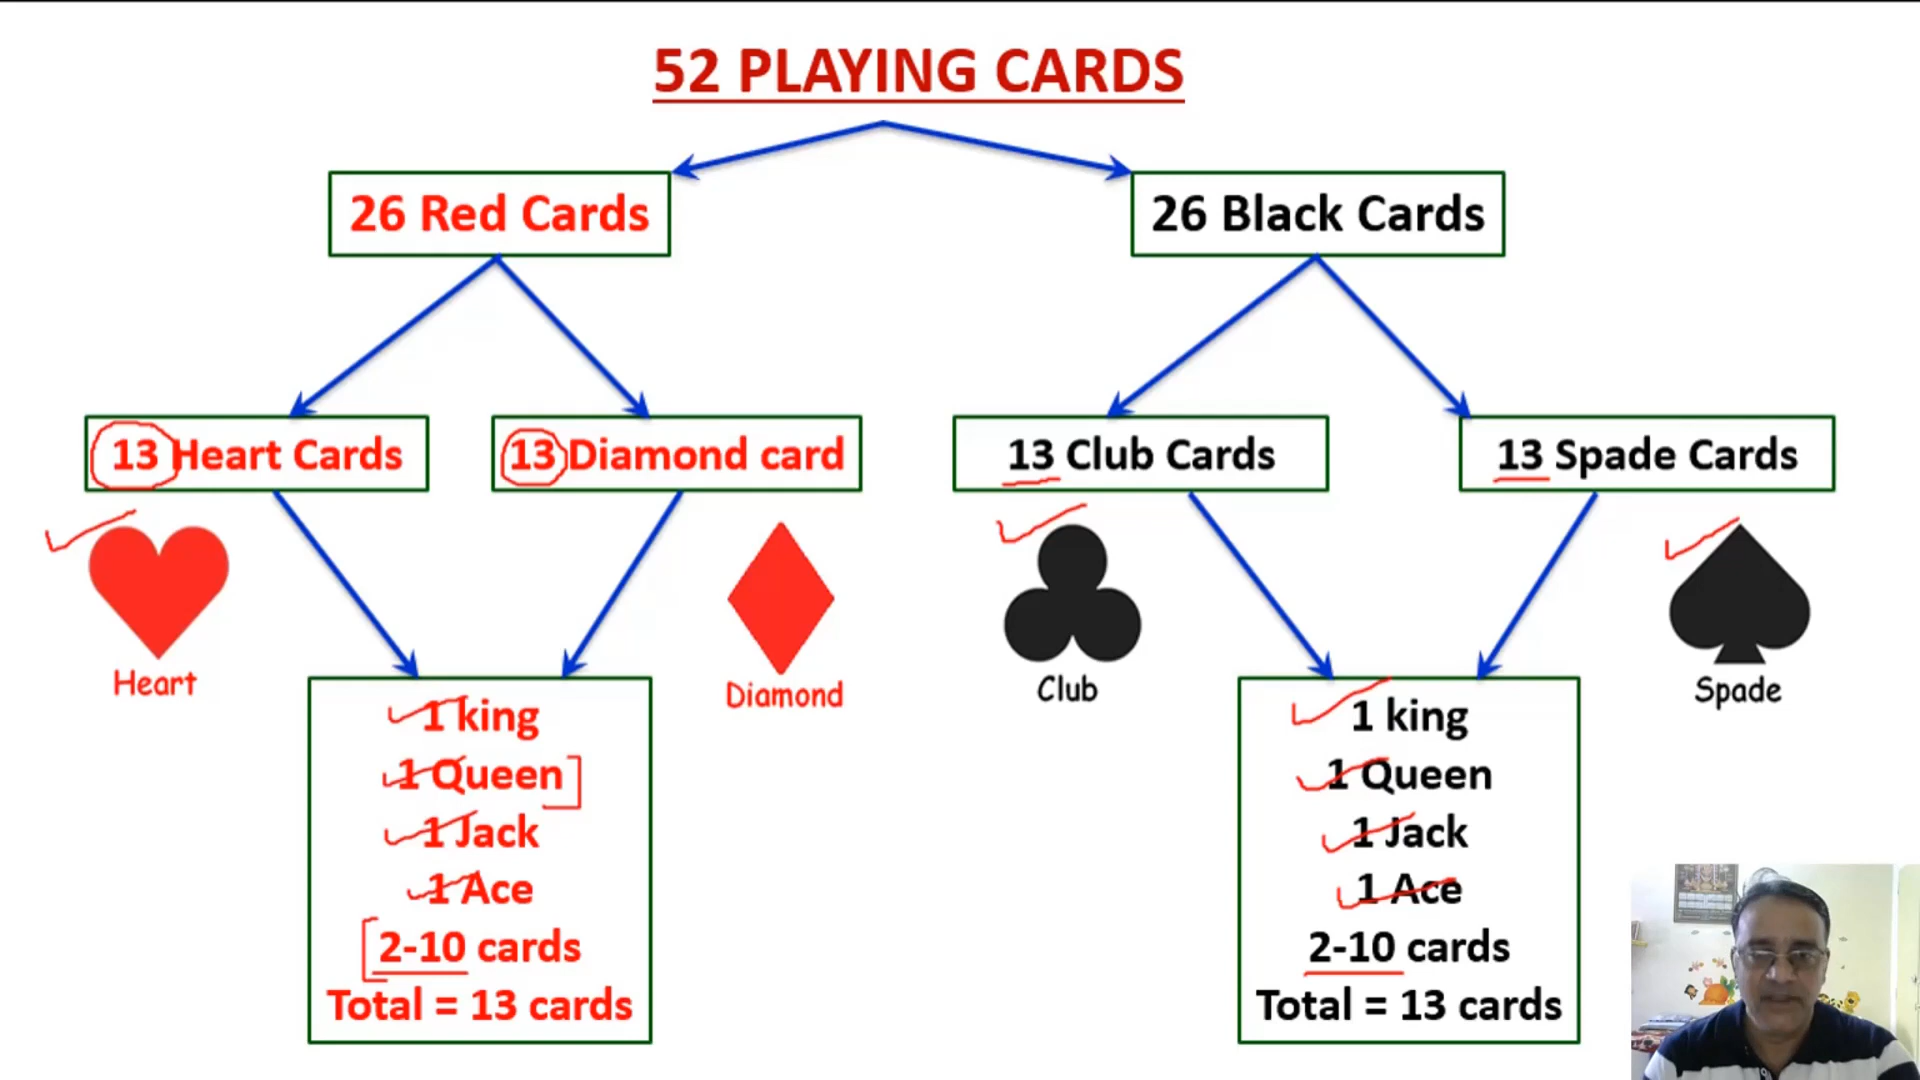 52 PLAYING CARDS
26 Red Cards
26 Black Cards
13 Heart Cards
13 Diamond card
13 Club Cards
13 Spade Cards
Heart
Diamond
Club
Spade
1 king
1 Queen
1 Jack
1 Ace
2-10 cards
Total = 13 cards
1 king
1 Queen
1 Jack
1 Ace
2-10 cards
Total = 13 cards